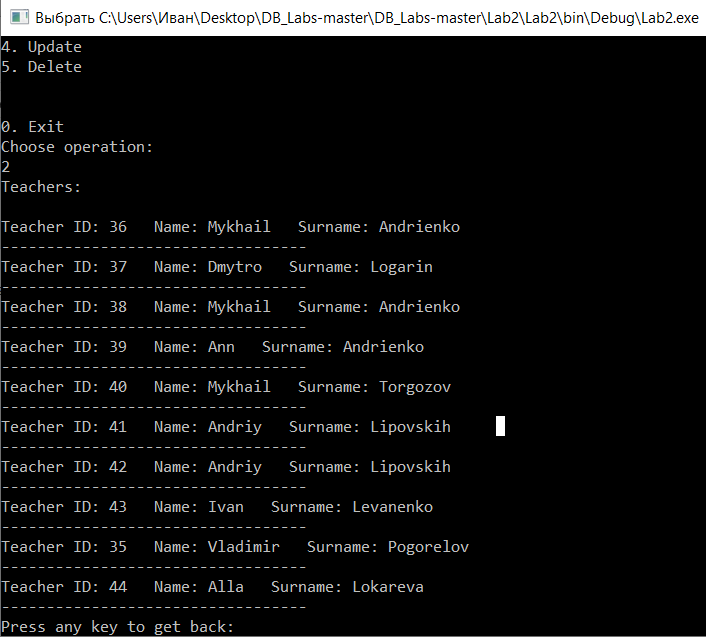 Выбрать C:\Users\Иван\Desktop\DB_Labs-master\DB_Labs-master\Lab2\Lab2\bin\Debug\Lab2.exe
4. Update
5. Delete
0. Exit
Choose operation:
2
Teachers:
Teacher ID: 36   Name: Mykhail   Surname: Andrienko
----------------------------------
Teacher ID: 37   Name: Dmytro   Surname: Logarin
----------------------------------
Teacher ID: 38   Name: Mykhail   Surname: Andrienko
----------------------------------
Teacher ID: 39   Name: Ann   Surname: Andrienko
----------------------------------
Teacher ID: 40   Name: Mykhail   Surname: Torgozov
----------------------------------
Teacher ID: 41   Name: Andriy   Surname: Lipovskih
----------------------------------
Teacher ID: 42   Name: Andriy   Surname: Lipovskih
----------------------------------
Teacher ID: 43   Name: Ivan   Surname: Levanenko
----------------------------------
Teacher ID: 35   Name: Vladimir   Surname: Pogorelov
----------------------------------
Teacher ID: 44   Name: Alla   Surname: Lokareva
----------------------------------
Press any key to get back: